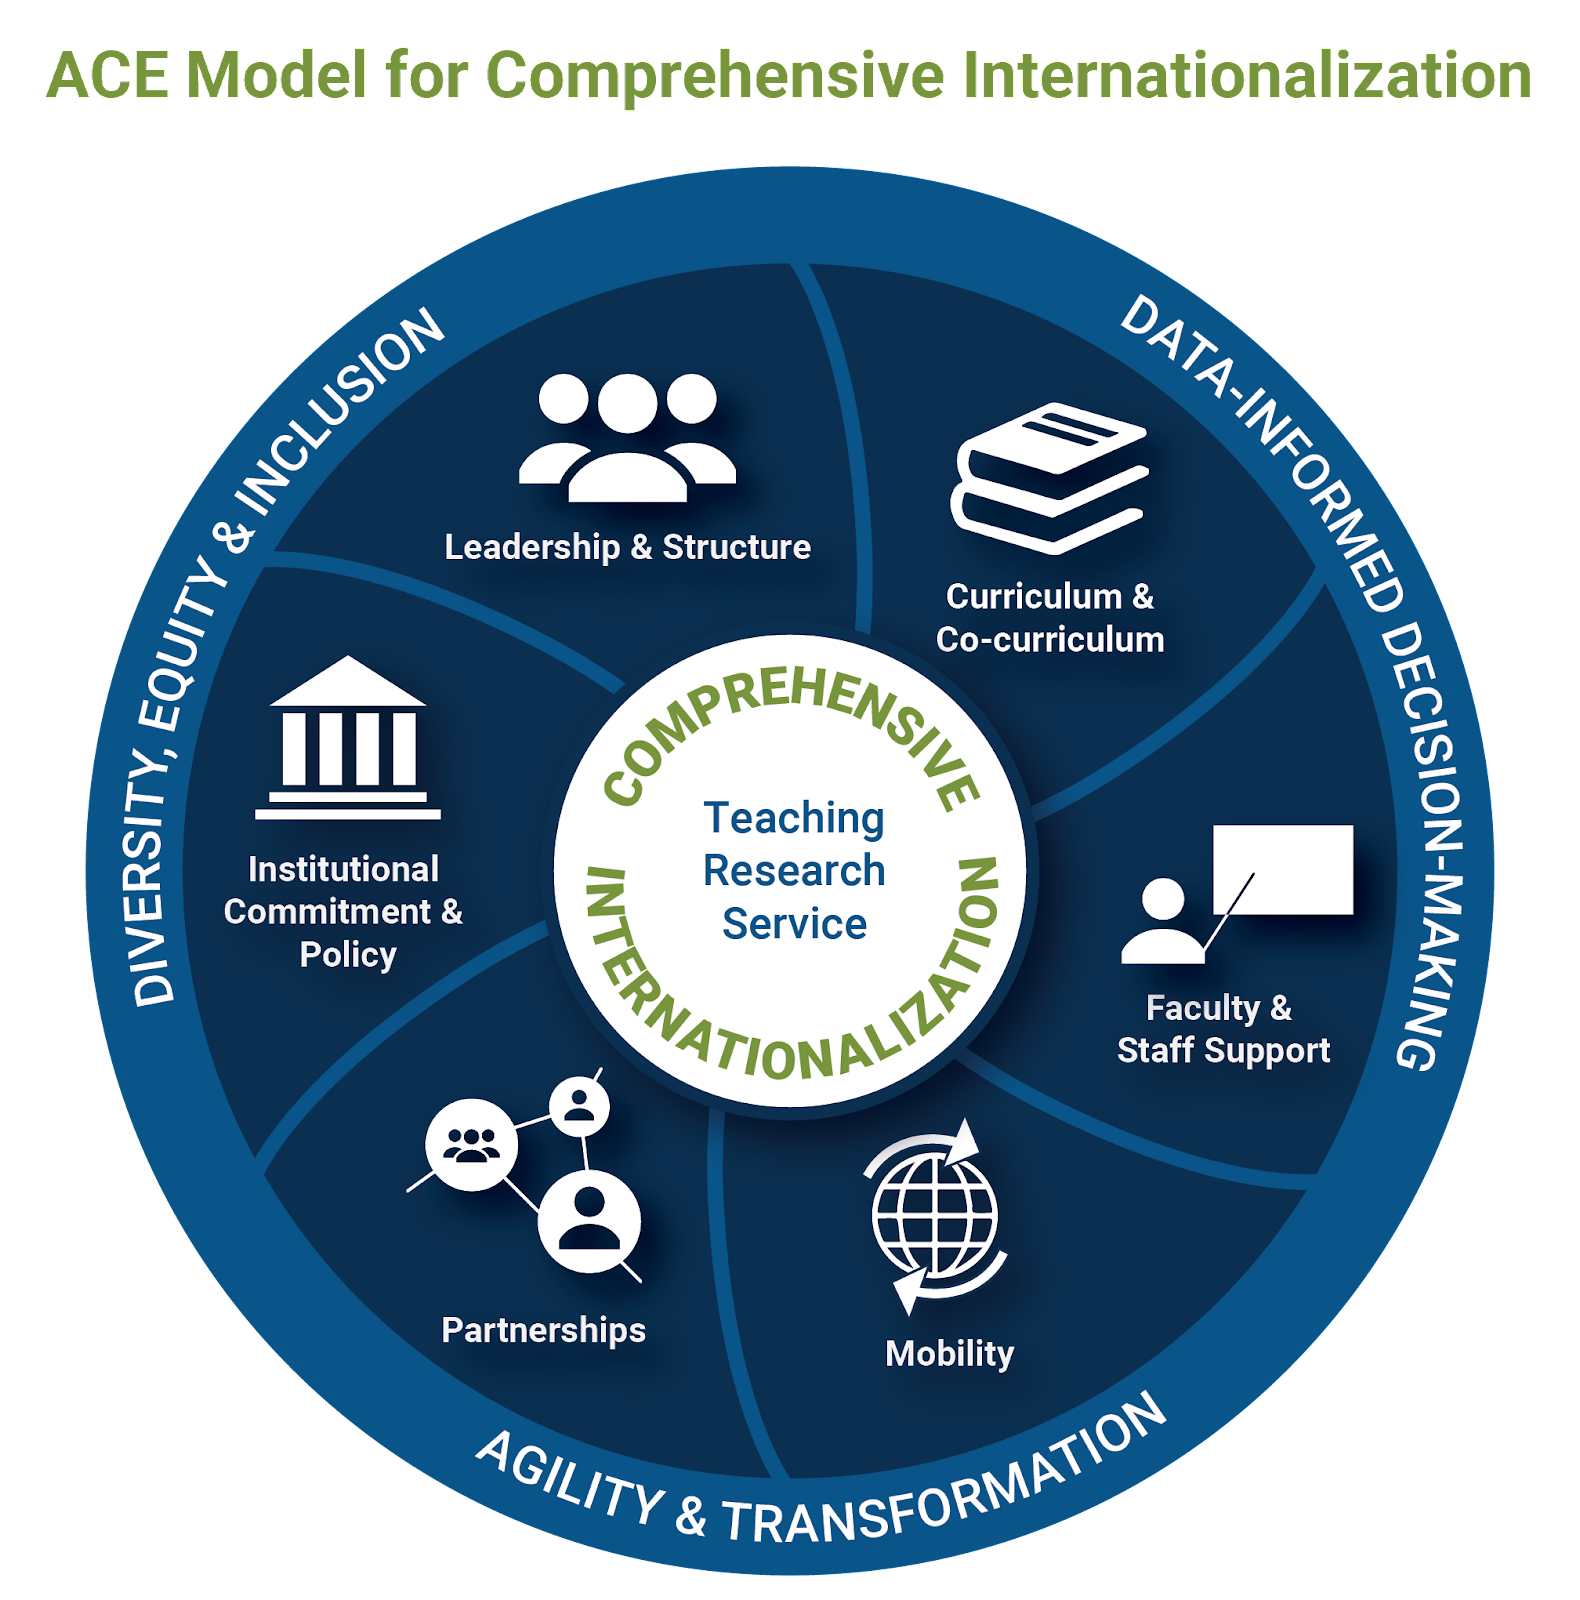 ACE Model for Comprehensive Internationalization
DIVERSITY, EQUITY & INCLUSION
DATA-INFORMED DECISION-MAKING
AGILITY & TRANSFORMATION
Leadership & Structure
Curriculum &
Co-curriculum
Faculty &
Staff Support
Mobility
Partnerships
Institutional
Commitment &
Policy
COMPREHENSIVE
Teaching
Research
Service
INTERNATIONALIZATION